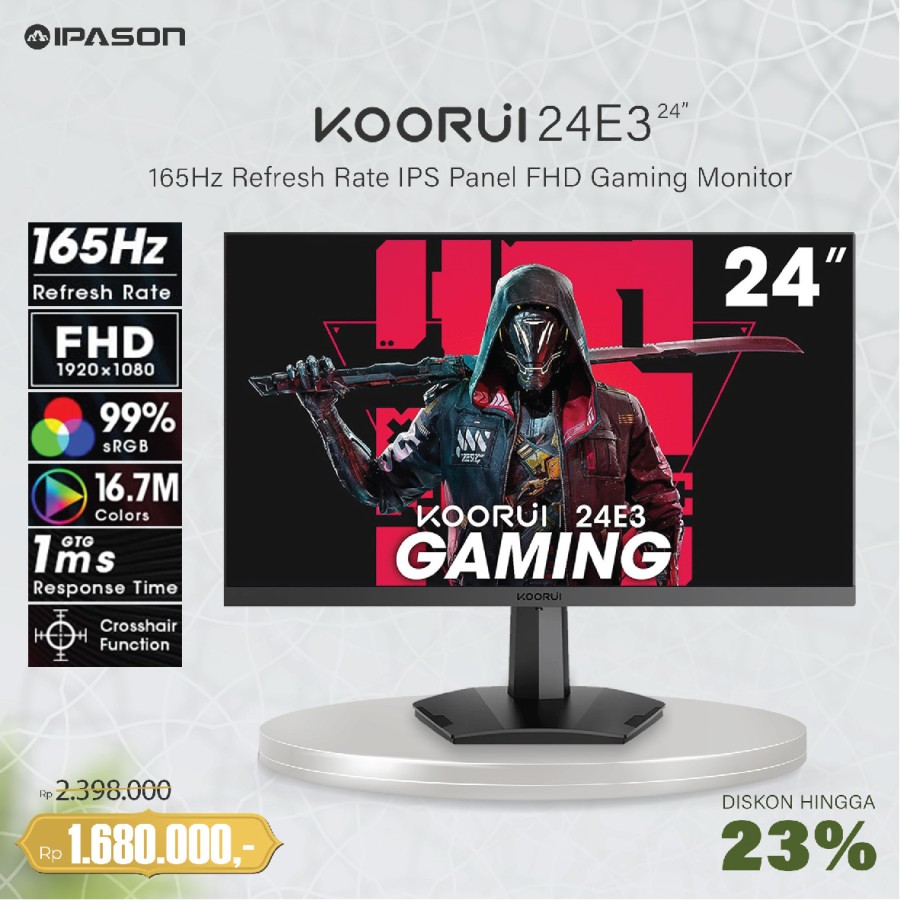 IPASON
KOORUI 24E3 24"
165Hz Refresh Rate IPS Panel FHD Gaming Monitor
165Hz
Refresh Rate
FHD
1920×1080
99%
sRGB
16.7M
Colors
1ms GTG
Response Time
Crosshair
Function
24"
KOORUI 24E3
GAMING
KOORUI
Rp 2.398.000
Rp 1.680.000,-
DISKON HINGGA
23%